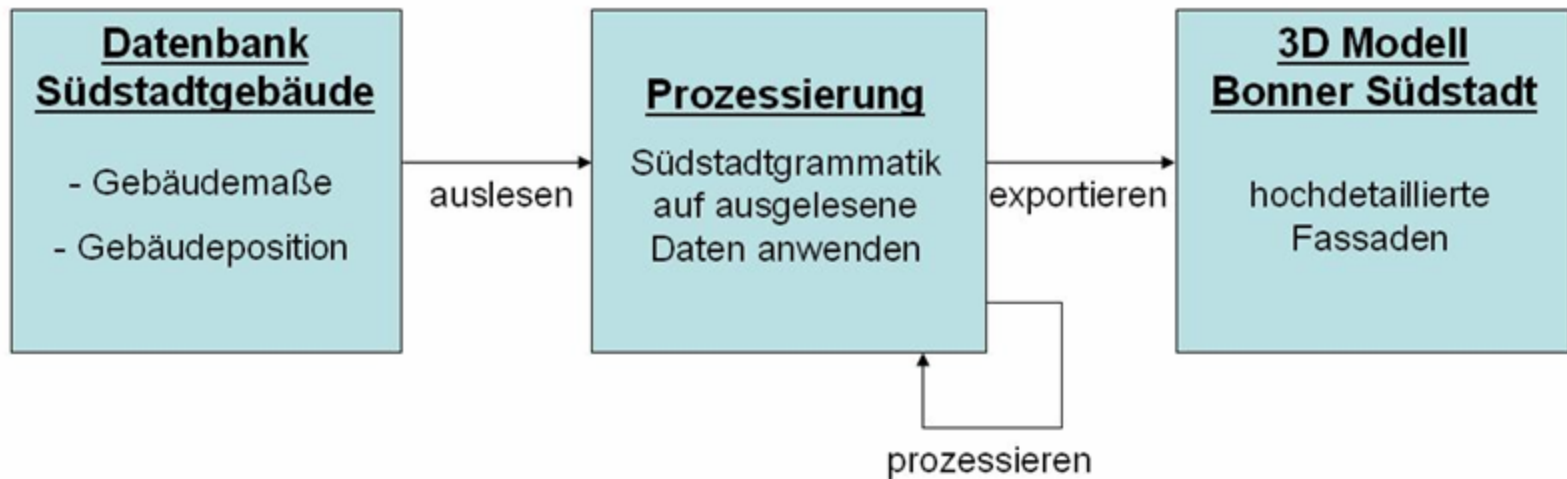 Datenbank
Südstadtgebäude
- Gebäudemaße
- Gebäudeposition
auslesen
Prozessierung
Südstadtgrammatik
auf ausgelesene
Daten anwenden
prozessieren
exportieren
3D Modell
Bonner Südstadt
hochdetaillierte
Fassaden